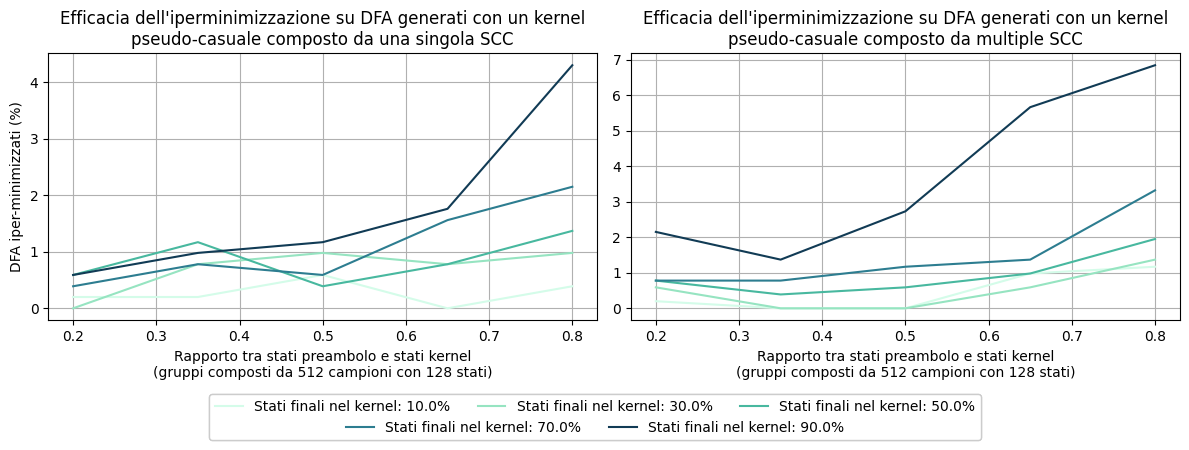 Efficacia dell'iperminimizzazione su DFA generati con un kernel
pseudo-casuale composto da una singola SCC
DFA iper-minimizzati (%)
4
3
2
1
0
0.2 0.3 0.4 0.5 0.6 0.7 0.8
Rapporto tra stati preambolo e stati kernel
(gruppi composti da 512 campioni con 128 stati)
Efficacia dell'iperminimizzazione su DFA generati con un kernel
pseudo-casuale composto da multiple SCC
7
6
5
4
3
2
1
0
0.2 0.3 0.4 0.5 0.6 0.7 0.8
Rapporto tra stati preambolo e stati kernel
(gruppi composti da 512 campioni con 128 stati)
Stati finali nel kernel: 10.0% Stati finali nel kernel: 30.0% Stati finali nel kernel: 50.0%
Stati finali nel kernel: 70.0% Stati finali nel kernel: 90.0%